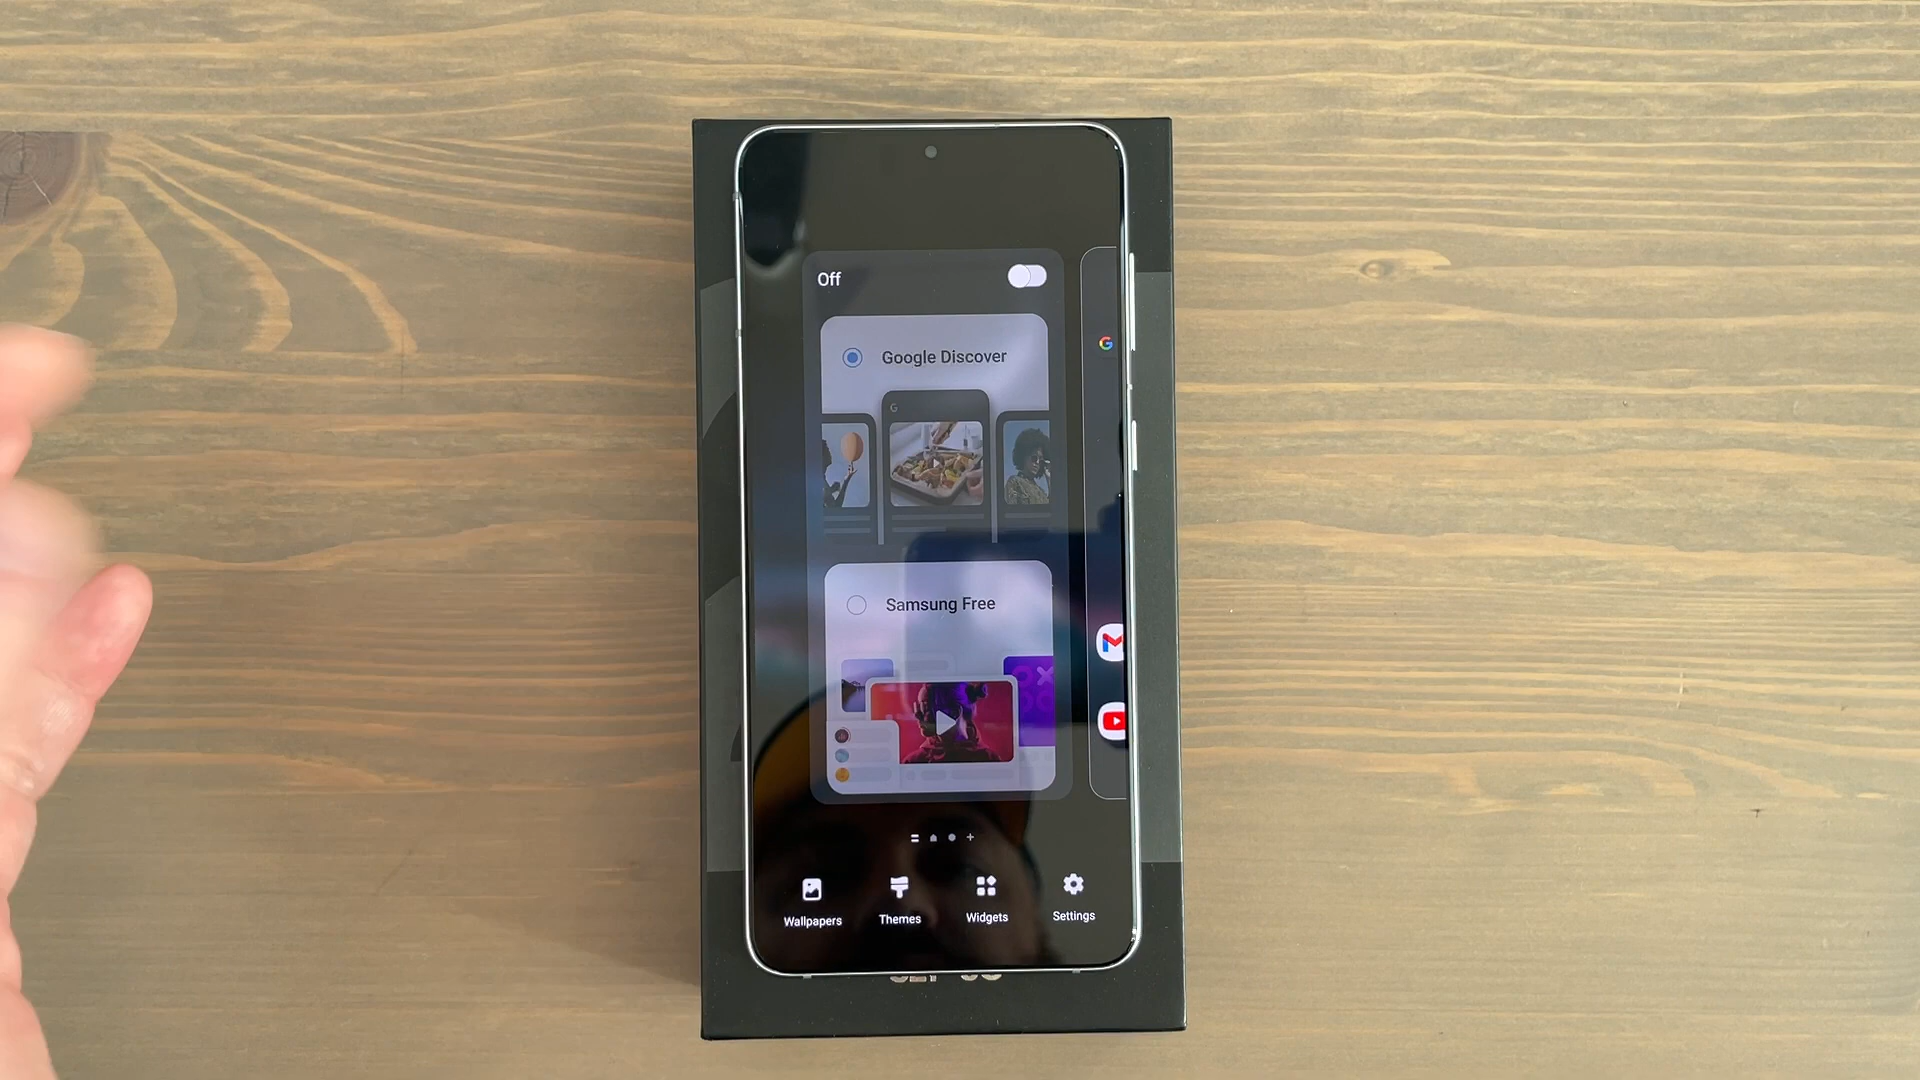 Off
Google Discover
G
Samsung Free
Wallpapers
Themes
Widgets
Settings